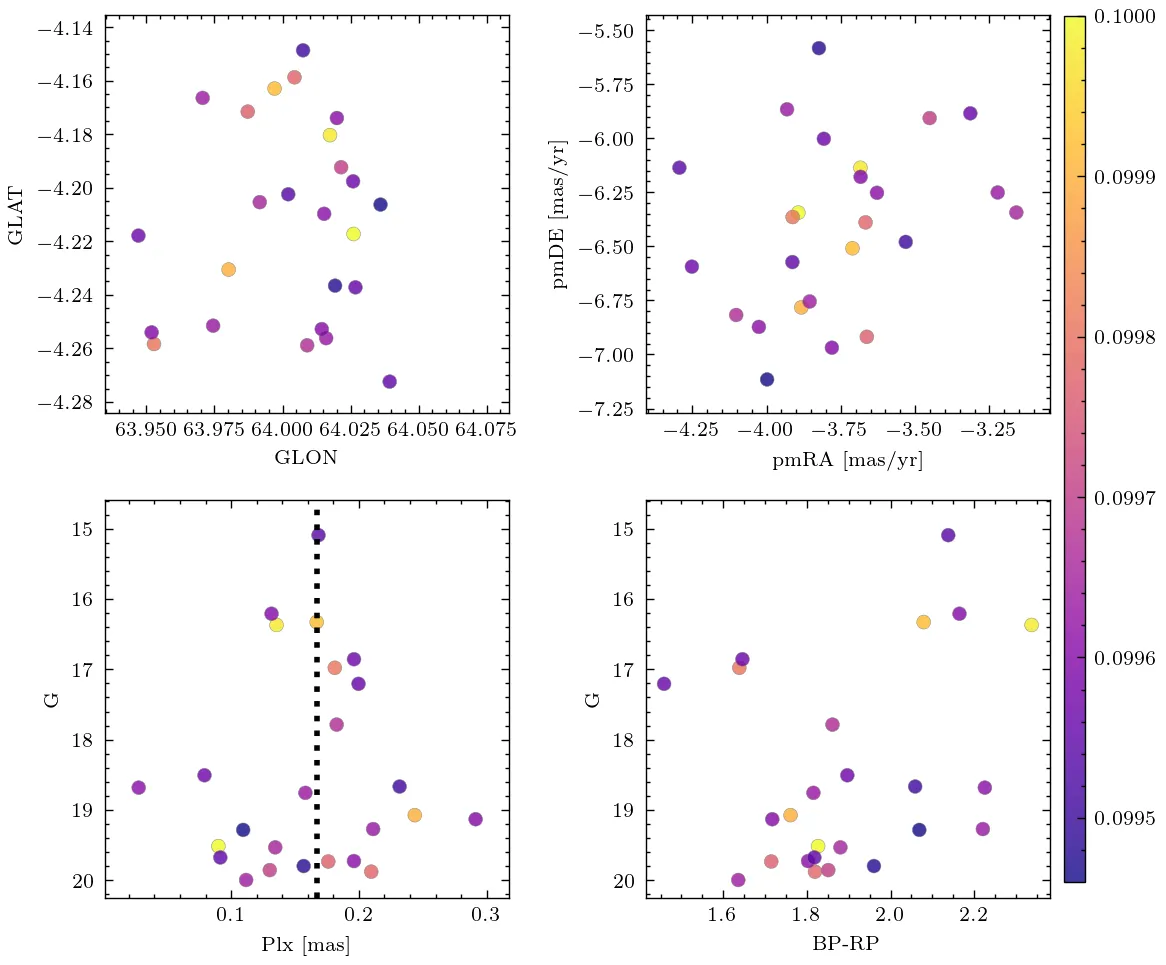 −4.14
−4.16
−4.18
−4.20
−4.22
−4.24
−4.26
−4.28
GLAT
63.950 63.975 64.000 64.025 64.050 64.075
GLON
−5.50
−5.75
−6.00
−6.25
−6.50
−6.75
−7.00
−7.25
pmDE [mas/yr]
−4.25 −4.00 −3.75 −3.50 −3.25
pmRA [mas/yr]
0.1000
0.0999
0.0998
0.0997
0.0996
0.0995
15
16
17
18
19
20
G
0.1 0.2 0.3
Plx [mas]
15
16
17
18
19
20
G
1.6 1.8 2.0 2.2
BP-RP